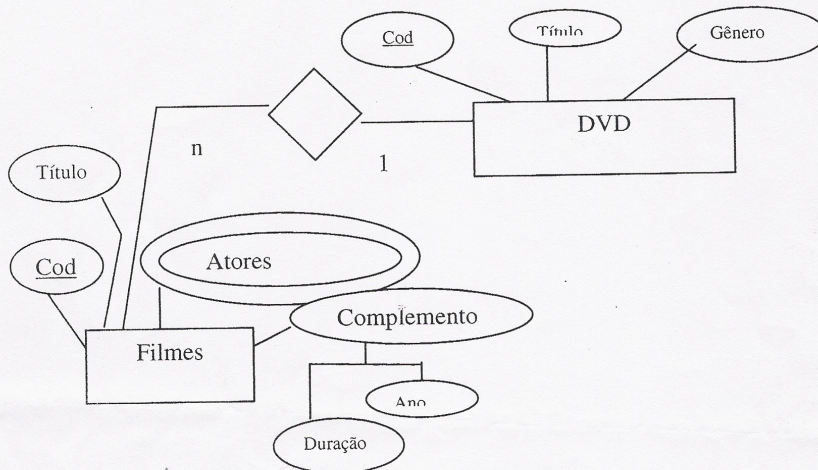 Cod
Título
Gênero
DVD
n
1
Título
Atores
Cod
Complemento
Filmes
Ano
Duração